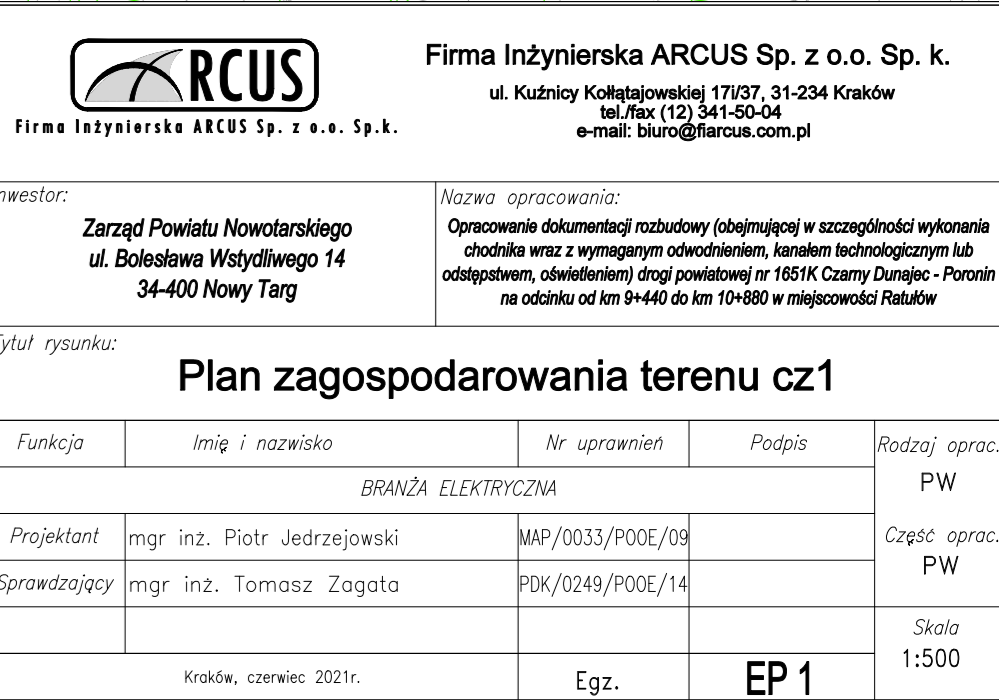 ARCUS
Firma Inżynierska ARCUS Sp. z o.o. Sp.k.
Firma Inżynierska ARCUS Sp. z o.o. Sp. k.
ul. Kuźnicy Kołłątajowskiej 17i/37, 31-234 Kraków
tel./fax (12) 341-50-04
e-mail: biuro@fiarcus.com.pl
nwestor:
Zarząd Powiatu Nowotarskiego
ul. Bolesława Wstydliwego 14
34-400 Nowy Targ
Nazwa opracowania:
Opracowanie dokumentacji rozbudowy (obejmującej w szczególności wykonania
chodnika wraz z wymaganym odwodnieniem, kanałem technologicznym lub
odstępstwem, oświetleniem) drogi powiatowej nr 1651K Czarny Dunajec - Poronin
na odcinku od km 9+440 do km 10+880 w miejscowości Ratułów
Tytuł rysunku:
Plan zagospodarowania terenu cz1
Funkcja Imię i nazwisko Nr uprawnień Podpis
Rodzaj oprac.
PW
BRANŻA ELEKTRYCZNA
Projektant mgr inż. Piotr Jedrzejowski MAP/0033/POOE/09
Część oprac.
PW
Sprawdzający mgr inż. Tomasz Zagata PDK/0249/POOE/14
Skala
1:500
Kraków, czerwiec 2021r. Egz. EP 1